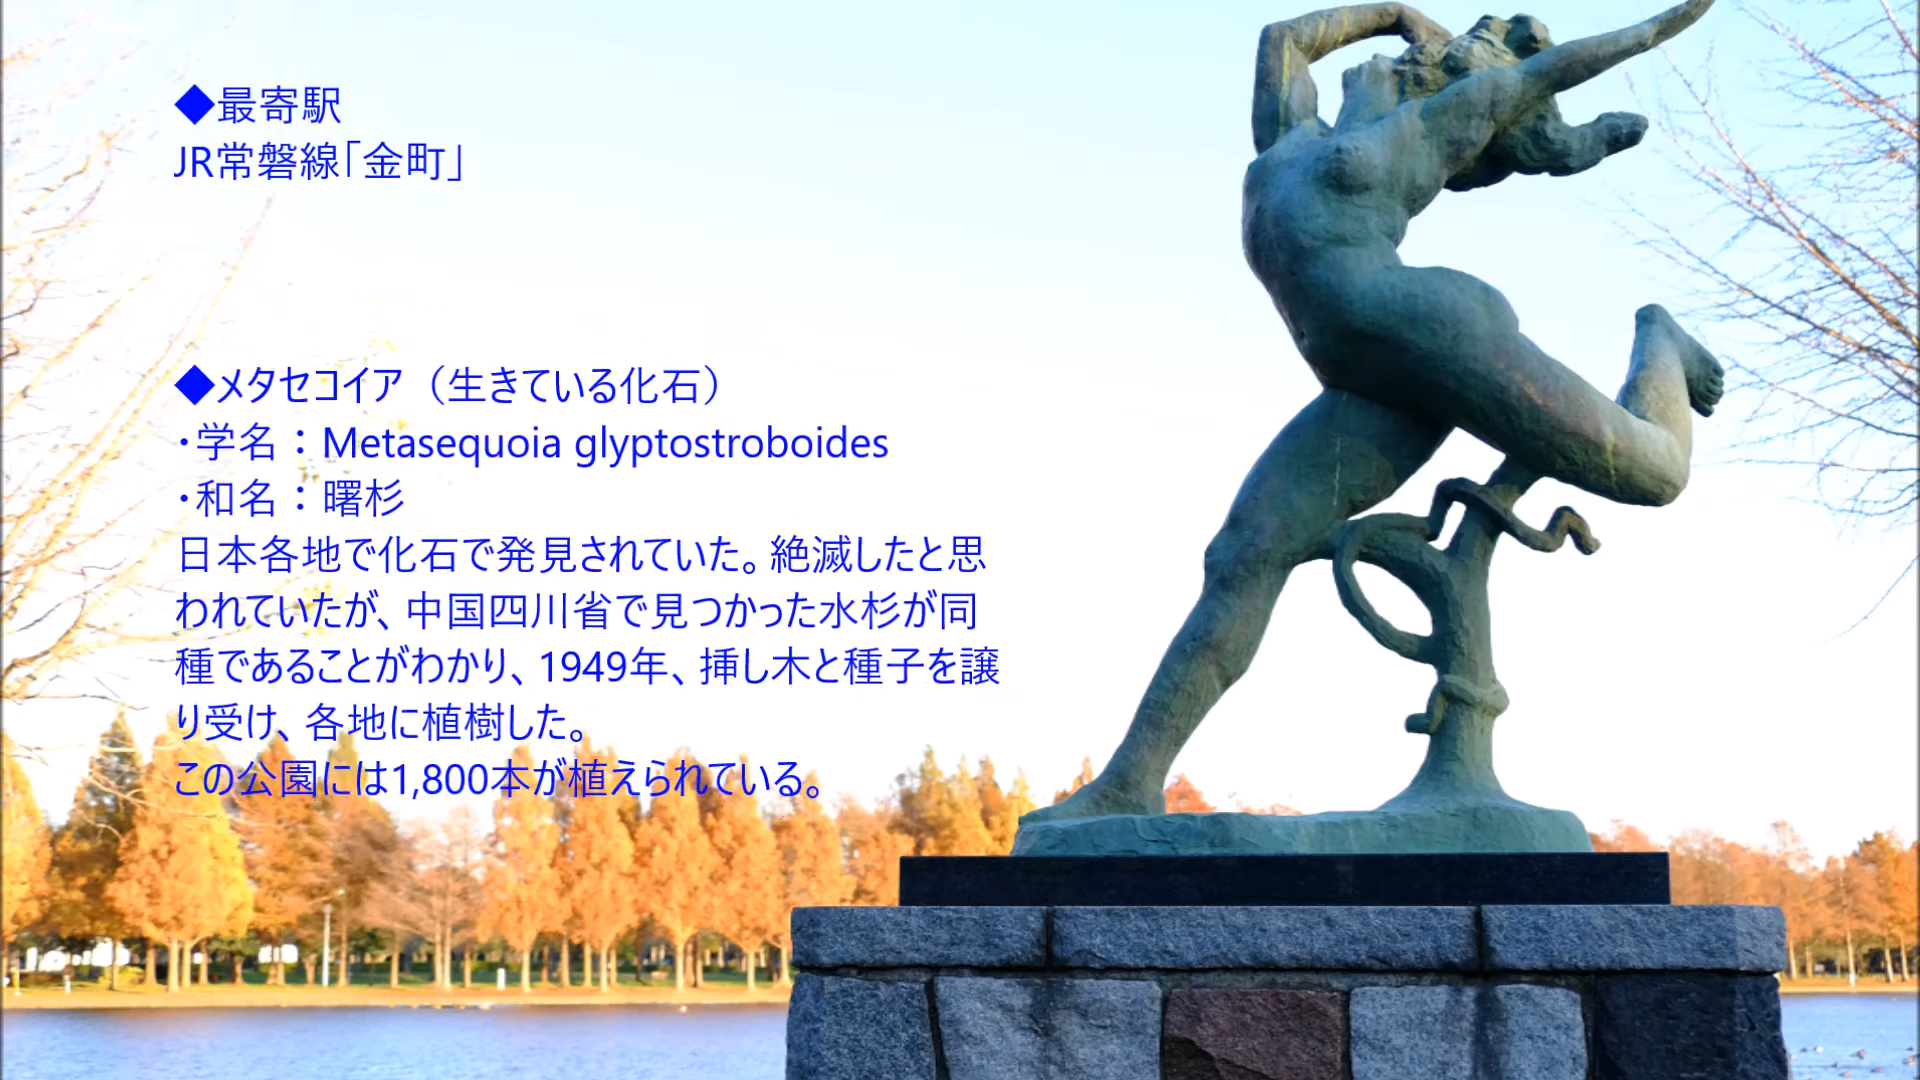 ◆最寄駅
JR常磐線「金町」
◆メタセコイア（生きている化石）
・学名：Metasequoia glyptostroboides
・和名：曙杉
日本各地で化石で発見されていた。絶滅したと思
われていたが、中国四川省で見つかった水杉が同
種であることがわかり、1949年、挿し木と種子を譲
り受け、各地に植樹した。
この公園には1,800本が植えられている。